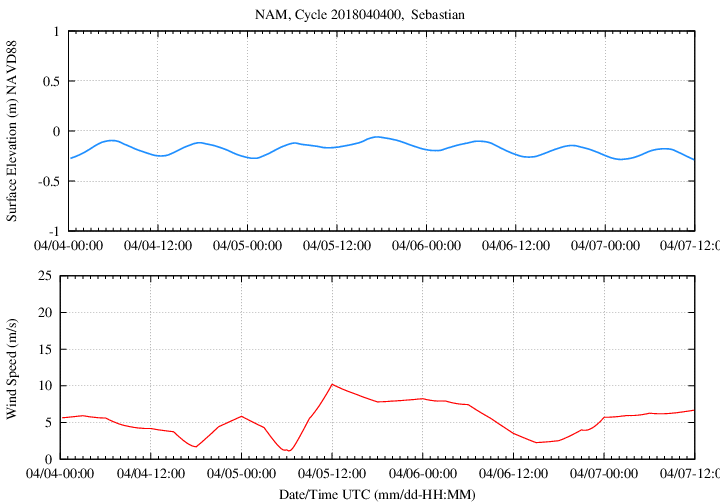 NAM, Cycle 2018040400,  Sebastian
Surface Elevation (m) NAVD88
1
0.5
0
-0.5
-1
04/04-00:00 04/04-12:00 04/05-00:00 04/05-12:00 04/06-00:00 04/06-12:00 04/07-00:00 04/07-12:0
Wind Speed (m/s)
25
20
15
10
5
0
04/04-00:00 04/04-12:00 04/05-00:00 04/05-12:00 04/06-00:00 04/06-12:00 04/07-00:00 04/07-12:0
Date/Time UTC (mm/dd-HH:MM)